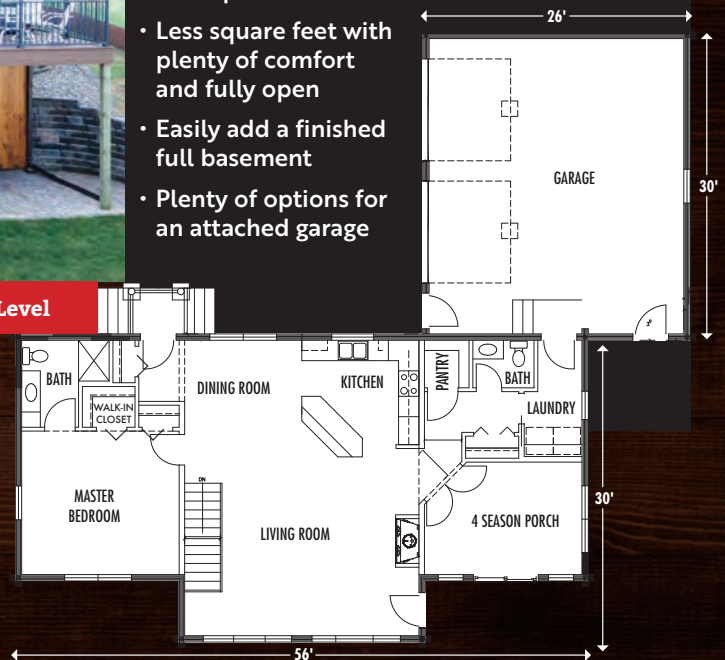 • Less square feet with
plenty of comfort
and fully open
• Easily add a finished
full basement
• Plenty of options for
an attached garage
Level
26'
GARAGE
30'
3°
BATH
WALK-IN
CLOSET
DINING ROOM
KITCHEN
PANTRY
BATH
LAUNDRY
MASTER
BEDROOM
DN
LIVING ROOM
4 SEASON PORCH
30'
56'